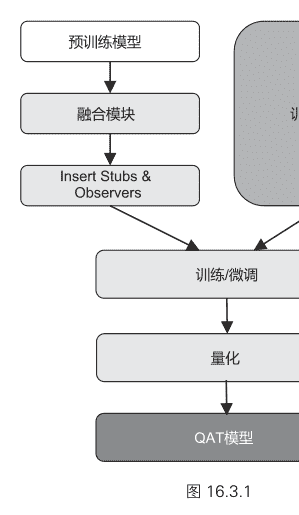 预训练模型
融合模块
Insert Stubs &
Observers
训练/微调
量化
QAT模型
图 16.3.1